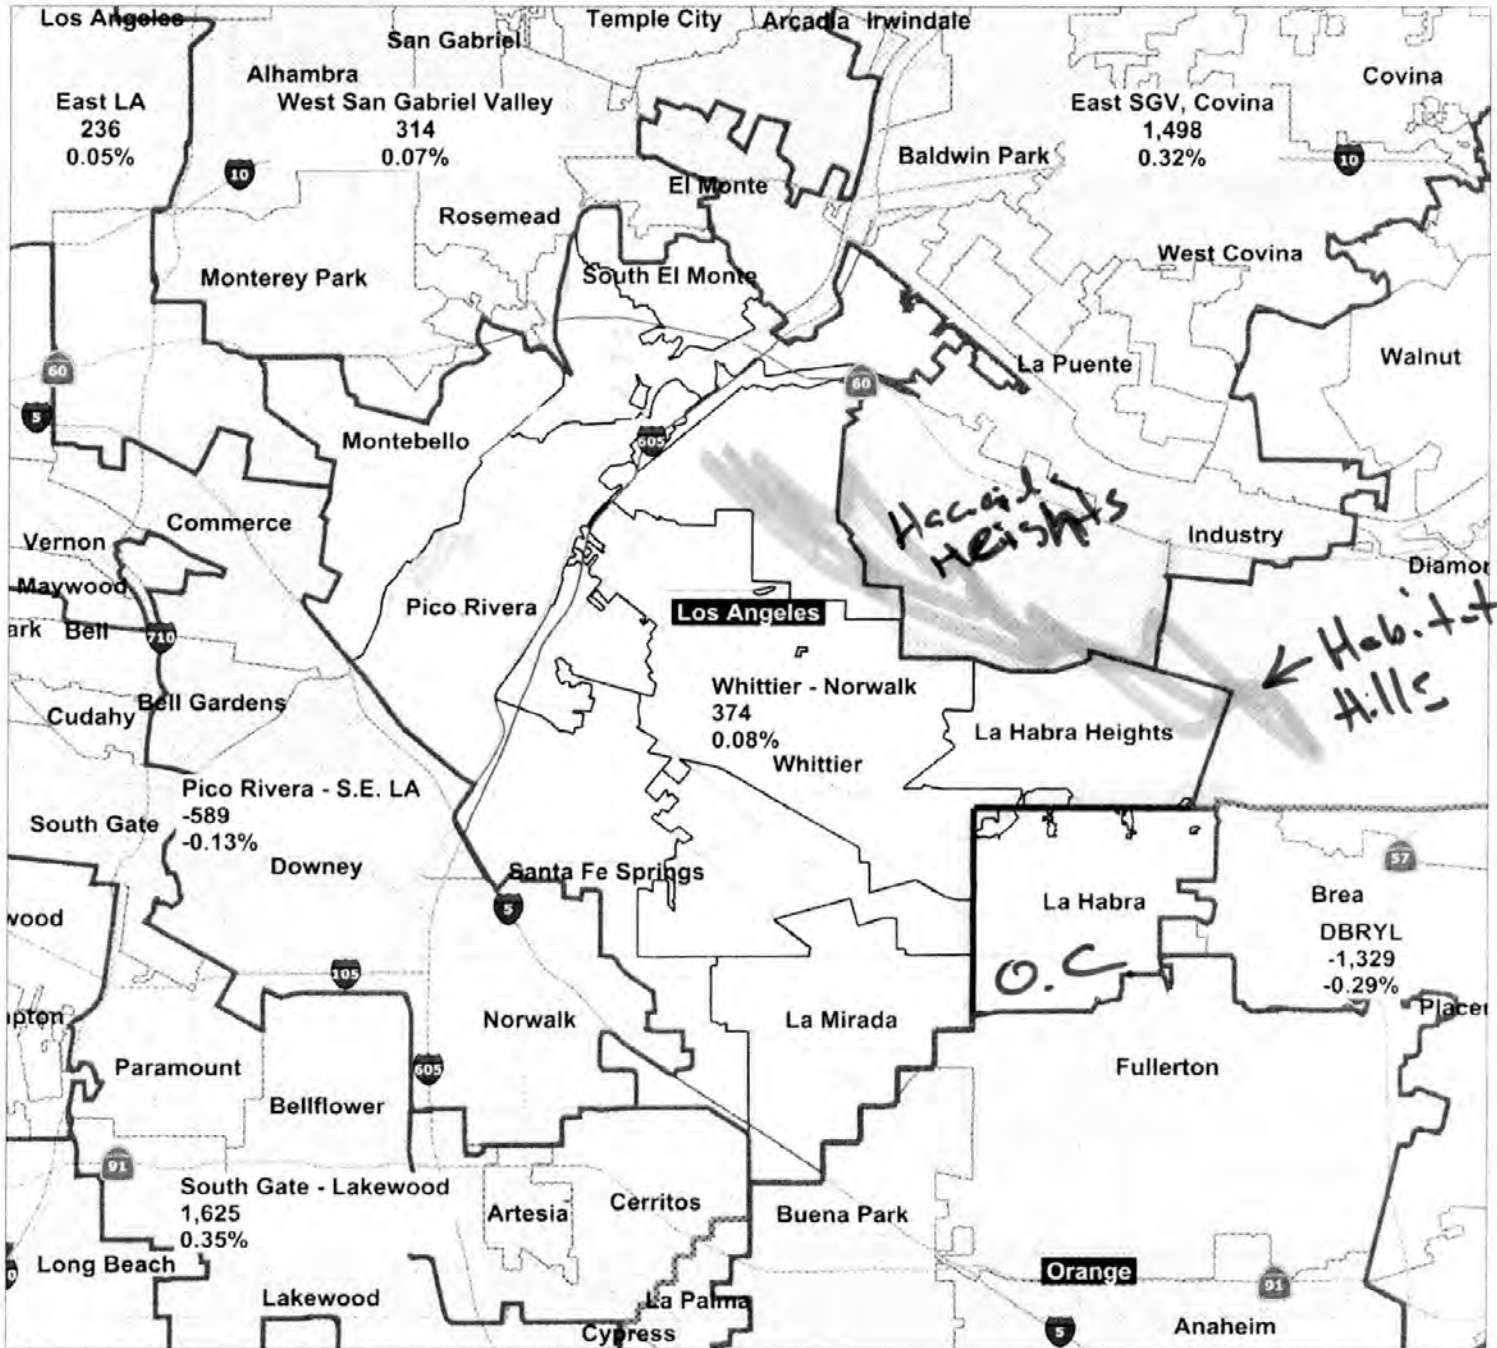 Los Angeles
San Gabriel
Temple City
Arcadia
Irwindale
Alhambra
Covina
East LA
236
0.05%
West San Gabriel Valley
314
0.07%
East SGV, Covina
1,498
0.32%
10
10
Baldwin Park
El Monte
Rosemead
South El Monte
West Covina
Monterey Park
60
5
60
La Puente
Walnut
Montebello
605
Heights
Commerce
Vernon
Industry
Maywood
Diamon
ark
Bell
710
Pico Rivera
Los Angeles
Hills
Cudahy
Bell Gardens
Whittier - Norwalk
374
0.08%
Whittier
La Habra Heights
Pico Rivera - S.E. LA
-589
-0.13%
South Gate
Downey
Santa Fe Springs
57
wood
5
La Habra
Brea
DBRYL
-1,329
-0.29%
O.C
105
Placer
npton
Norwalk
La Mirada
Paramount
605
Fullerton
Bellflower
91
South Gate - Lakewood
1,625
0.35%
Artesia
Cerritos
Buena Park
Long Beach
Orange
91
Lakewood
La Palma
Cypress
5
Anaheim